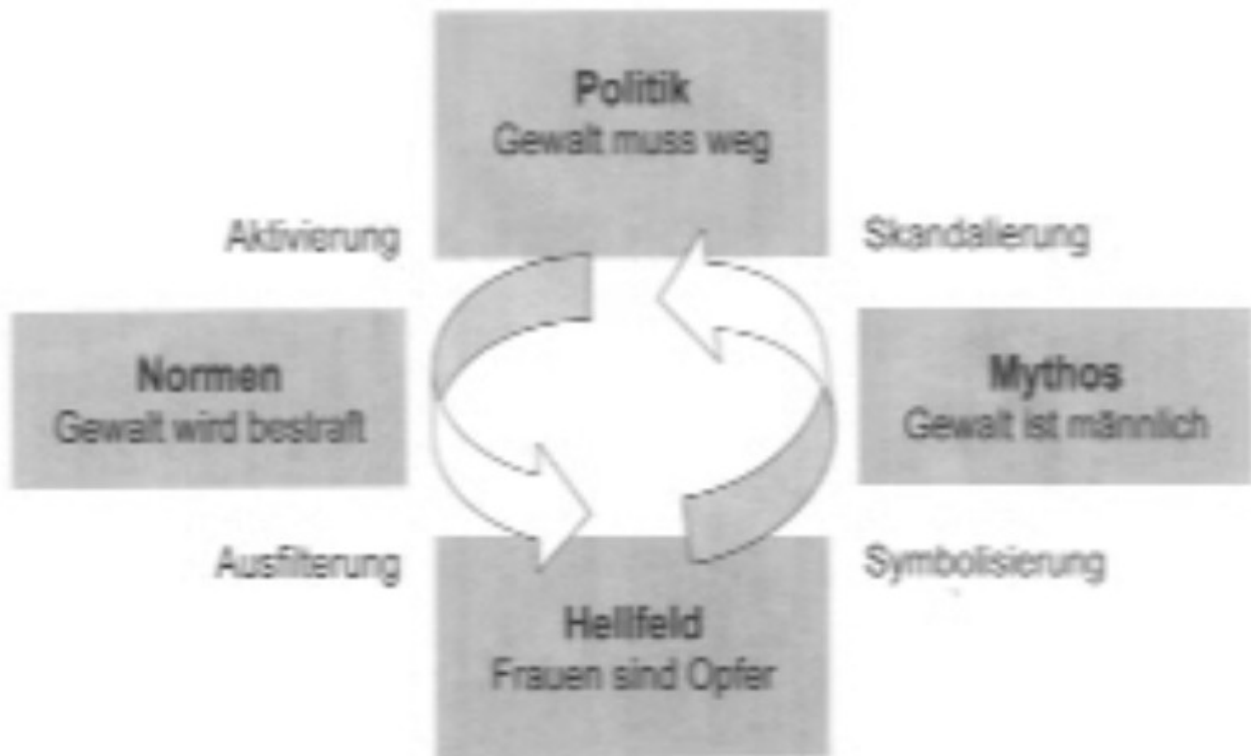 Politik
Gewalt muss weg
Aktivierung
Skandalierung
Normen
Gewalt wird bestraft
Mythos
Gewalt ist männlich
Ausfilterung
Symbolisierung
Hellfeld
Frauen sind Opfer